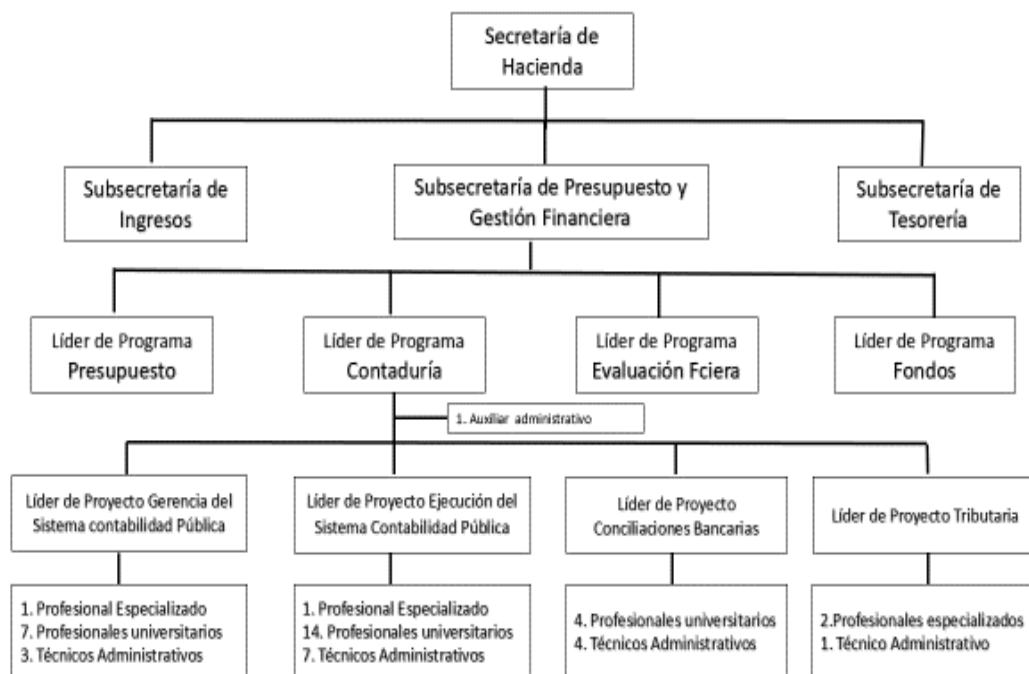 Secretaría de
Hacienda
Subsecretaría de
Ingresos
Subsecretaría de Presupuesto y
Gestión Financiera
Subsecretaría de
Tesorería
Líder de Programa
Presupuesto
Líder de Programa
Contaduría
Líder de Programa
Evaluación Fciera
Líder de Programa
Fondos
1. Auxiliar administrativo
Líder de Proyecto Gerencia del
Sistema contabilidad Pública
Líder de Proyecto Ejecución del
Sistema Contabilidad Pública
Líder de Proyecto
Conciliaciones Bancarias
Líder de Proyecto Tributaria
1. Profesional Especializado
7. Profesionales universitarios
3. Técnicos Administrativos
1. Profesional Especializado
14. Profesionales universitarios
7. Técnicos Administrativos
4. Profesionales universitarios
4. Técnicos Administrativos
2.Profesionales especializados
1. Técnico Administrativo